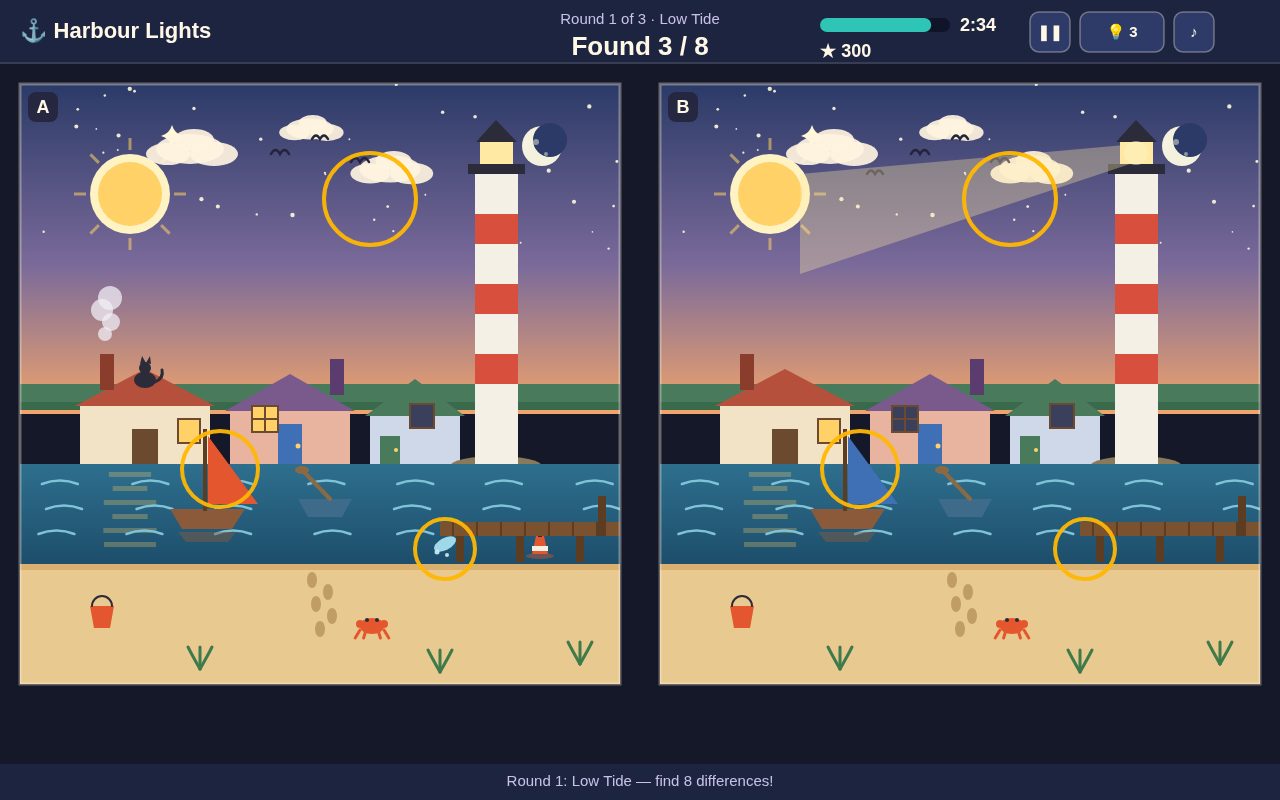 ⚓ Harbour Lights
Round 1 of 3 · Low Tide
Found 3 / 8
2:34
★ 300
💡 3
♪
A
B
Round 1: Low Tide — find 8 differences!